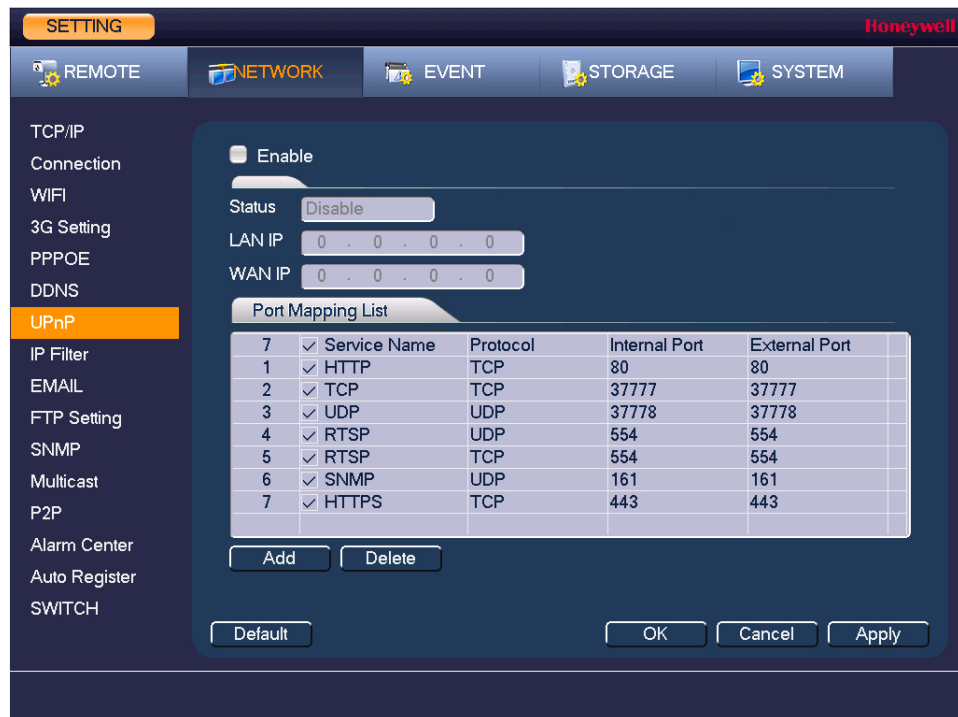 SETTING
Honeywell
REMOTE NETWORK EVENT STORAGE SYSTEM
TCP/IP
Connection
WIFI
3G Setting
PPPOE
DDNS
UPnP
IP Filter
EMAIL
FTP Setting
SNMP
Multicast
P2P
Alarm Center
Auto Register
SWITCH
Enable
Status Disable
LAN IP 0 . 0 . 0 . 0
WAN IP 0 . 0 . 0 . 0
Port Mapping List
7 Service Name Protocol Internal Port External Port
1 HTTP TCP 80 80
2 TCP TCP 37777 37777
3 UDP UDP 37778 37778
4 RTSP UDP 554 554
5 RTSP TCP 554 554
6 SNMP UDP 161 161
7 HTTPS TCP 443 443
Add Delete
Default OK Cancel Apply